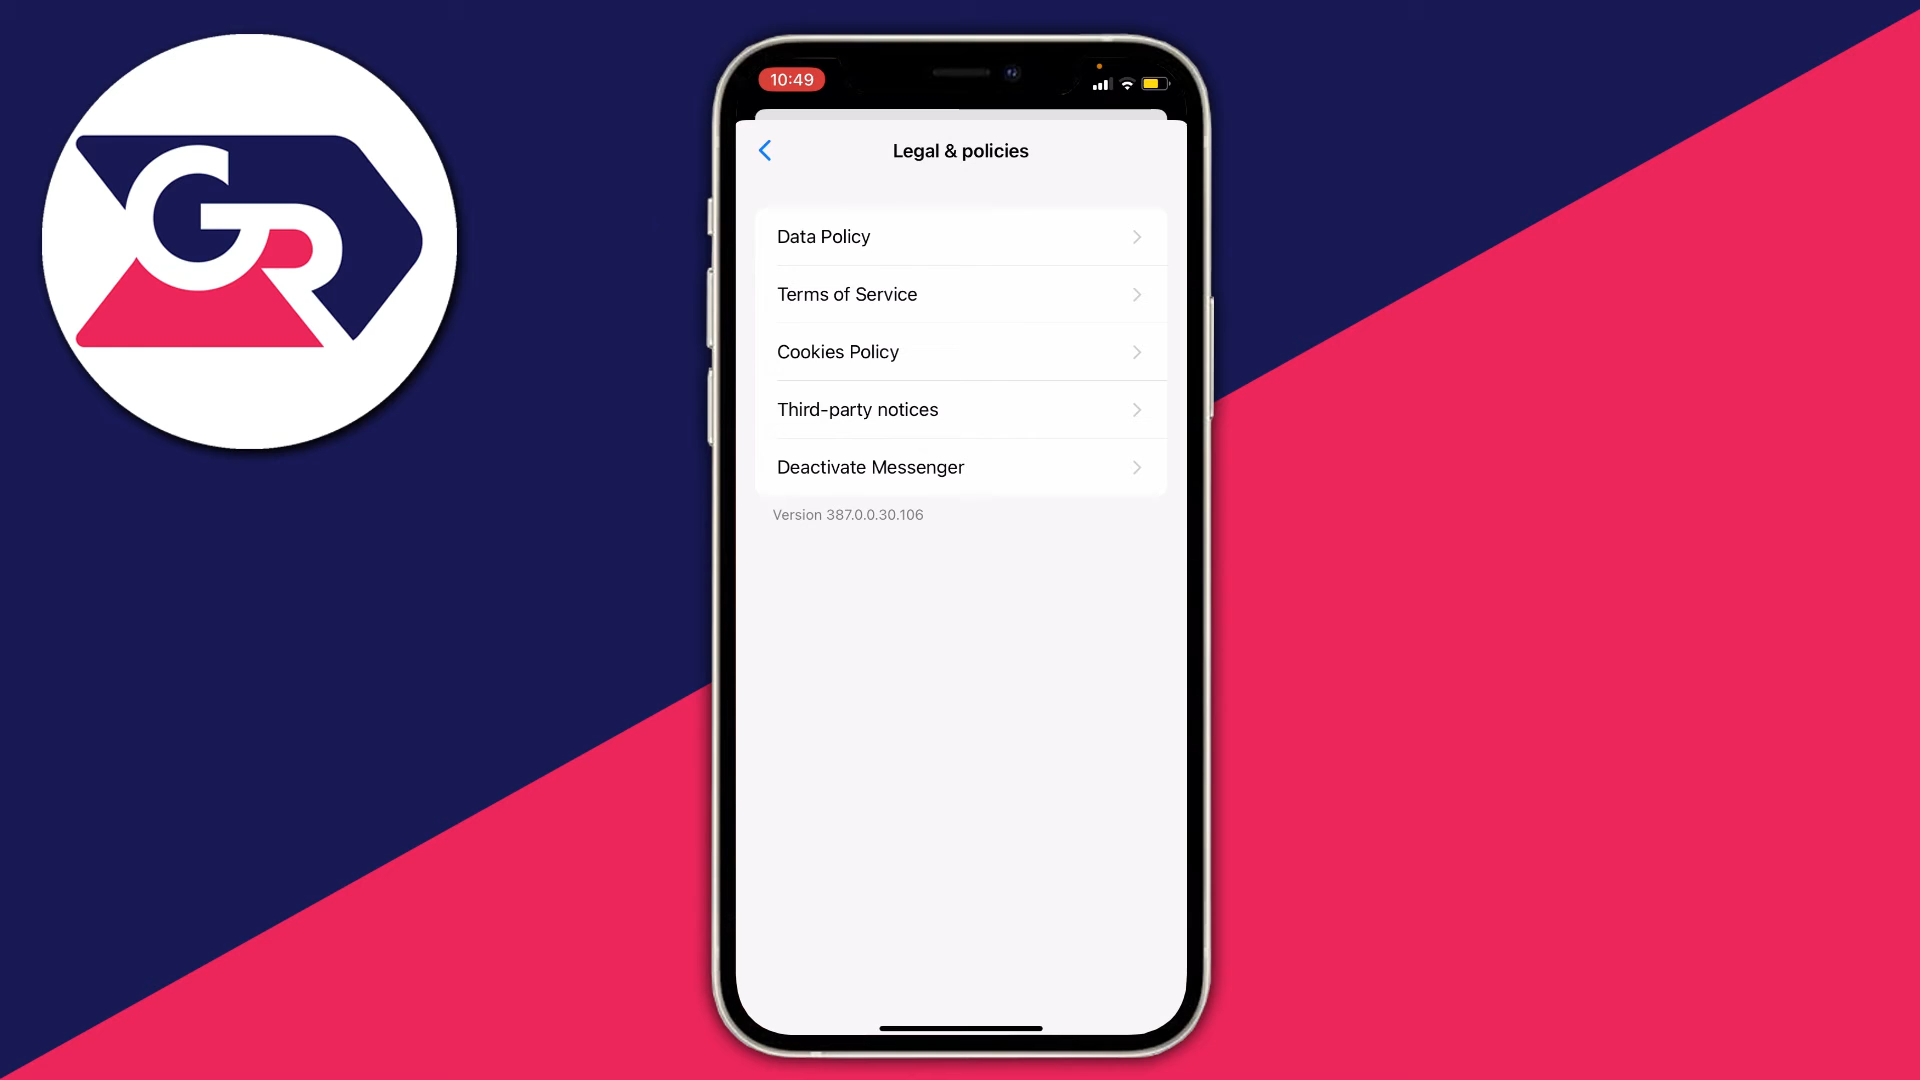 GR
10:49
Legal & policies
Data Policy
Terms of Service
Cookies Policy
Third-party notices
Deactivate Messenger
Version 387.0.0.30.106